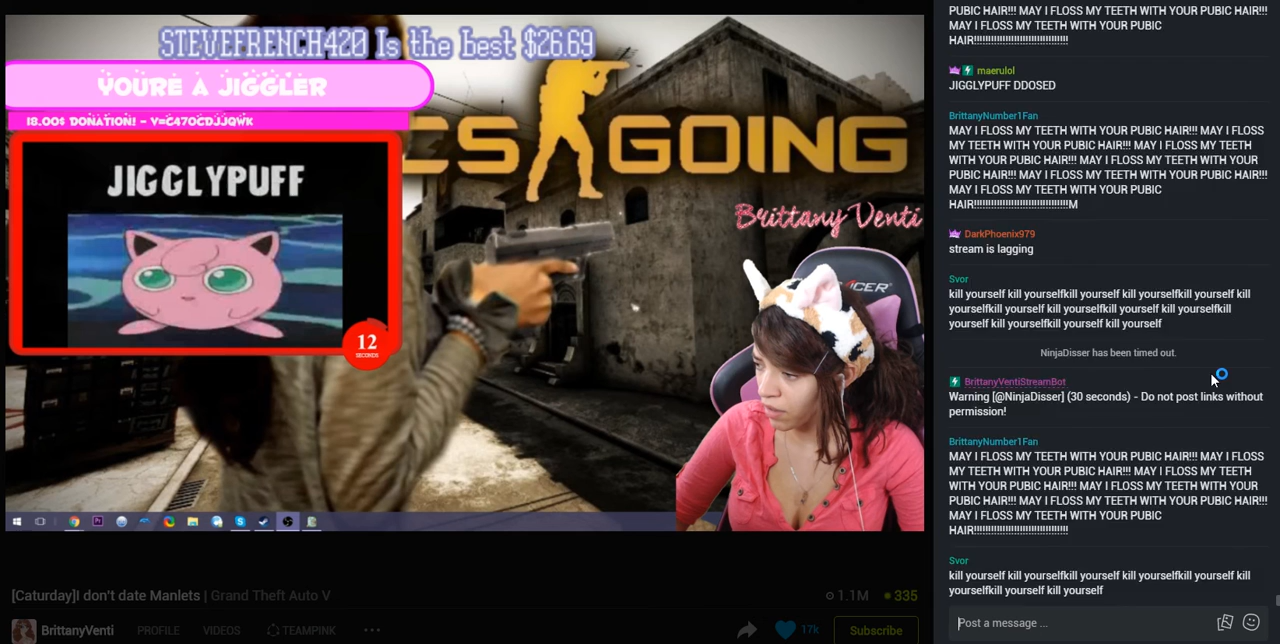 STEVEFRENCH420 Is the best $26.69
YOURE A JIGGLER
18.00$ DONATION! - V=C47OCDJJQWK
JIGGLYPUFF
12
SECONDS
CS GOING
Brittany Venti
CER
[Caturday]I don't date Manlets | Grand Theft Auto V
1.1M 335
BrittanyVenti PROFILE VIDEOS TEAMPINK 17k Subscribe
PUBIC HAIR!!! MAY I FLOSS MY TEETH WITH YOUR PUBIC HAIR!!!
MAY I FLOSS MY TEETH WITH YOUR PUBIC
HAIR!!!!!!!!!!!!!!!!!!!!!!!!!!!!!!!!!
maerulol
JIGGLYPUFF DDOSED
BrittanyNumber1Fan
MAY I FLOSS MY TEETH WITH YOUR PUBIC HAIR!!! MAY I FLOSS
MY TEETH WITH YOUR PUBIC HAIR!!! MAY I FLOSS MY TEETH
WITH YOUR PUBIC HAIR!!! MAY I FLOSS MY TEETH WITH YOUR
PUBIC HAIR!!! MAY I FLOSS MY TEETH WITH YOUR PUBIC HAIR!!!
MAY I FLOSS MY TEETH WITH YOUR PUBIC
HAIR!!!!!!!!!!!!!!!!!!!!!!!!!!!!!!!!!M
DarkPhoenix979
stream is lagging
Svor
kill yourself kill yourselfkill yourself kill yourselfkill yourself kill
yourselfkill yourself kill yourselfkill yourself kill yourselfkill
yourself kill yourselfkill yourself kill yourself
NinjaDisser has been timed out.
BrittanyVentiStreamBot
Warning [@NinjaDisser] (30 seconds) - Do not post links without
permission!
BrittanyNumber1Fan
MAY I FLOSS MY TEETH WITH YOUR PUBIC HAIR!!! MAY I FLOSS
MY TEETH WITH YOUR PUBIC HAIR!!! MAY I FLOSS MY TEETH
WITH YOUR PUBIC HAIR!!! MAY I FLOSS MY TEETH WITH YOUR
PUBIC HAIR!!! MAY I FLOSS MY TEETH WITH YOUR PUBIC HAIR!!!
MAY I FLOSS MY TEETH WITH YOUR PUBIC
HAIR!!!!!!!!!!!!!!!!!!!!!!!!!!!!!!!!!
Svor
kill yourself kill yourselfkill yourself kill yourselfkill yourself kill
yourselfkill yourself kill yourself
Post a message ...